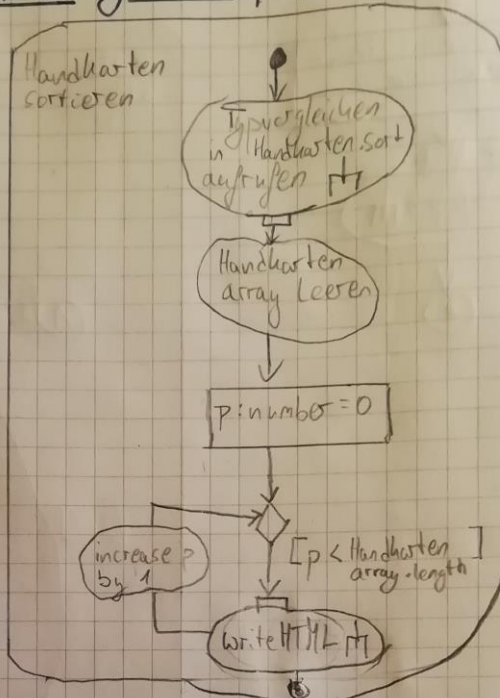 Handkarten
sortieren
Typvergleichen
in Handkarten.sort
aufrufen
Handkarten
array leeren
p:number = 0
[p < Handkarten ]
array.length
increase p
by 1
writeHTML